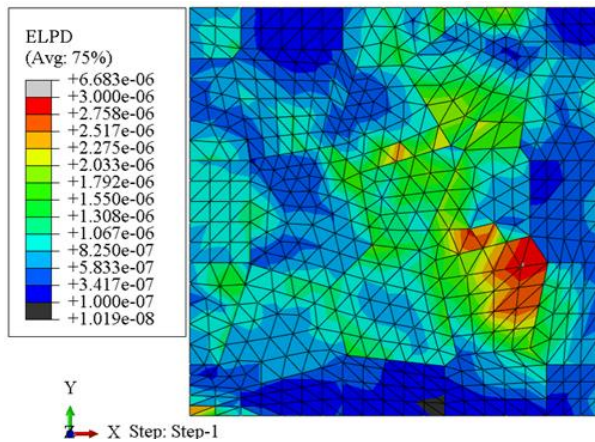 ELPD
(Avg: 75%)
+6.683e-06
+3.000e-06
+2.758e-06
+2.517e-06
+2.275e-06
+2.033e-06
+1.792e-06
+1.550e-06
+1.308e-06
+1.067e-06
+8.250e-07
+5.833e-07
+3.417e-07
+1.000e-07
+1.019e-08
Y
Z X Step: Step-1